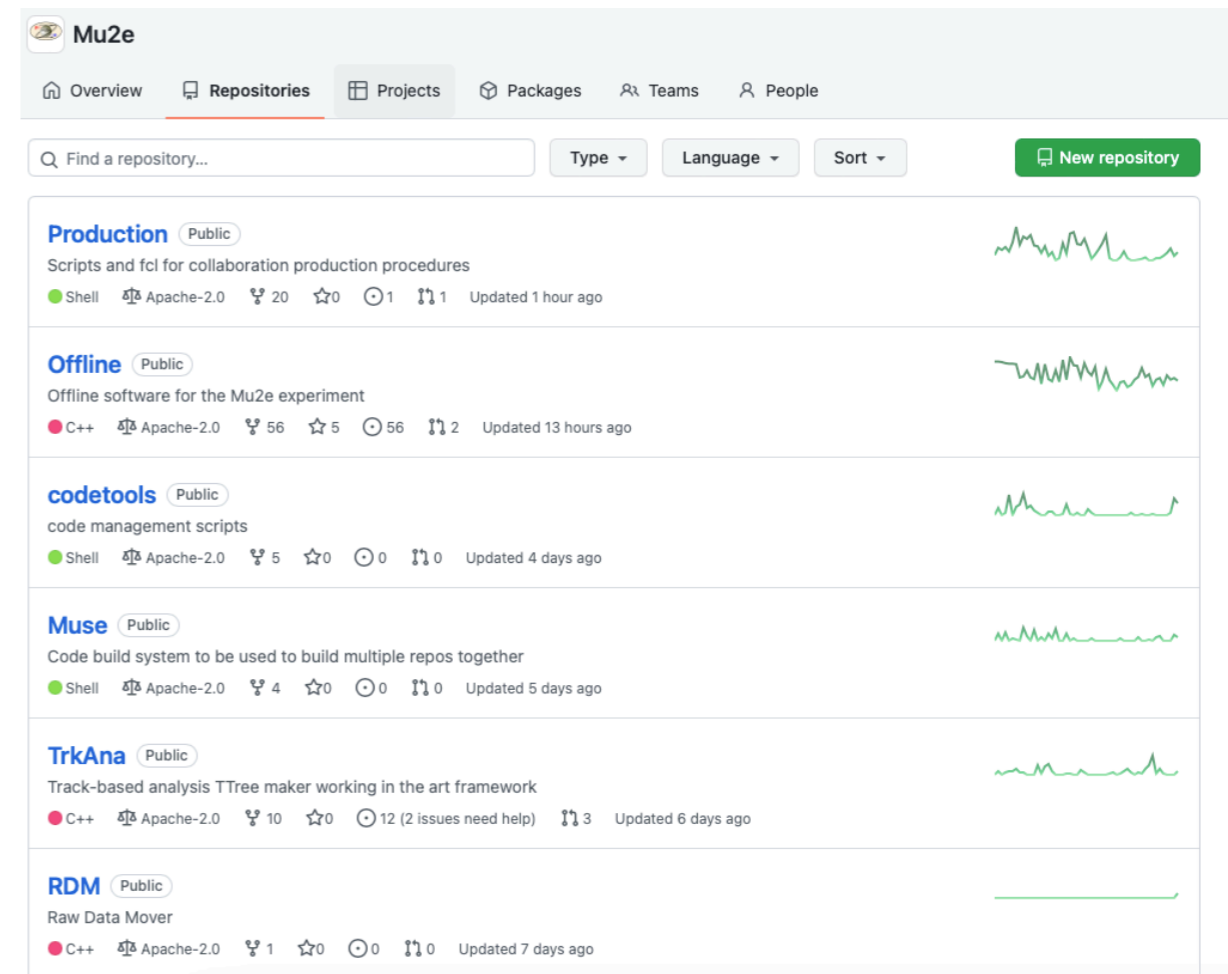 Mu2e
Overview Repositories Projects Packages Teams People
Find a repository... Type Language Sort New repository
Production Public
Scripts and fcl for collaboration production procedures
Shell Apache-2.0 20 0 1 1 Updated 1 hour ago
Offline Public
Offline software for the Mu2e experiment
C++ Apache-2.0 56 5 56 2 Updated 13 hours ago
codetools Public
code management scripts
Shell Apache-2.0 5 0 0 0 Updated 4 days ago
Muse Public
Code build system to be used to build multiple repos together
Shell Apache-2.0 4 0 0 0 Updated 5 days ago
TrkAna Public
Track-based analysis TTree maker working in the art framework
C++ Apache-2.0 10 0 12 (2 issues need help) 3 Updated 6 days ago
RDM Public
Raw Data Mover
C++ Apache-2.0 1 0 0 0 Updated 7 days ago